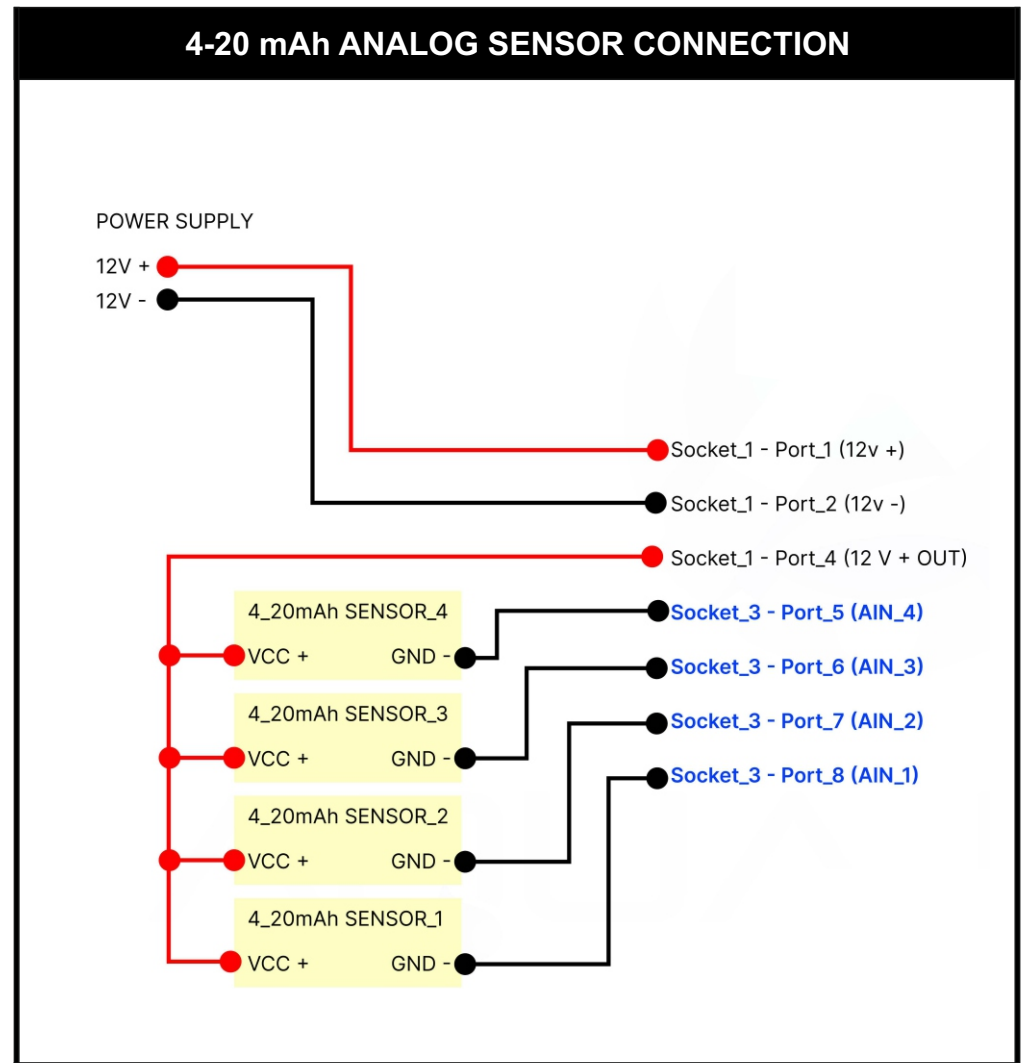 4-20 mAh ANALOG SENSOR CONNECTION
POWER SUPPLY
12V +
12V -
Socket_1 - Port_1 (12v +)
Socket_1 - Port_2 (12v -)
Socket_1 - Port_4 (12 V + OUT)
4_20mAh SENSOR_4
VCC + GND -
Socket_3 - Port_5 (AIN_4)
4_20mAh SENSOR_3
VCC + GND -
Socket_3 - Port_6 (AIN_3)
4_20mAh SENSOR_2
VCC + GND -
Socket_3 - Port_7 (AIN_2)
4_20mAh SENSOR_1
VCC + GND -
Socket_3 - Port_8 (AIN_1)